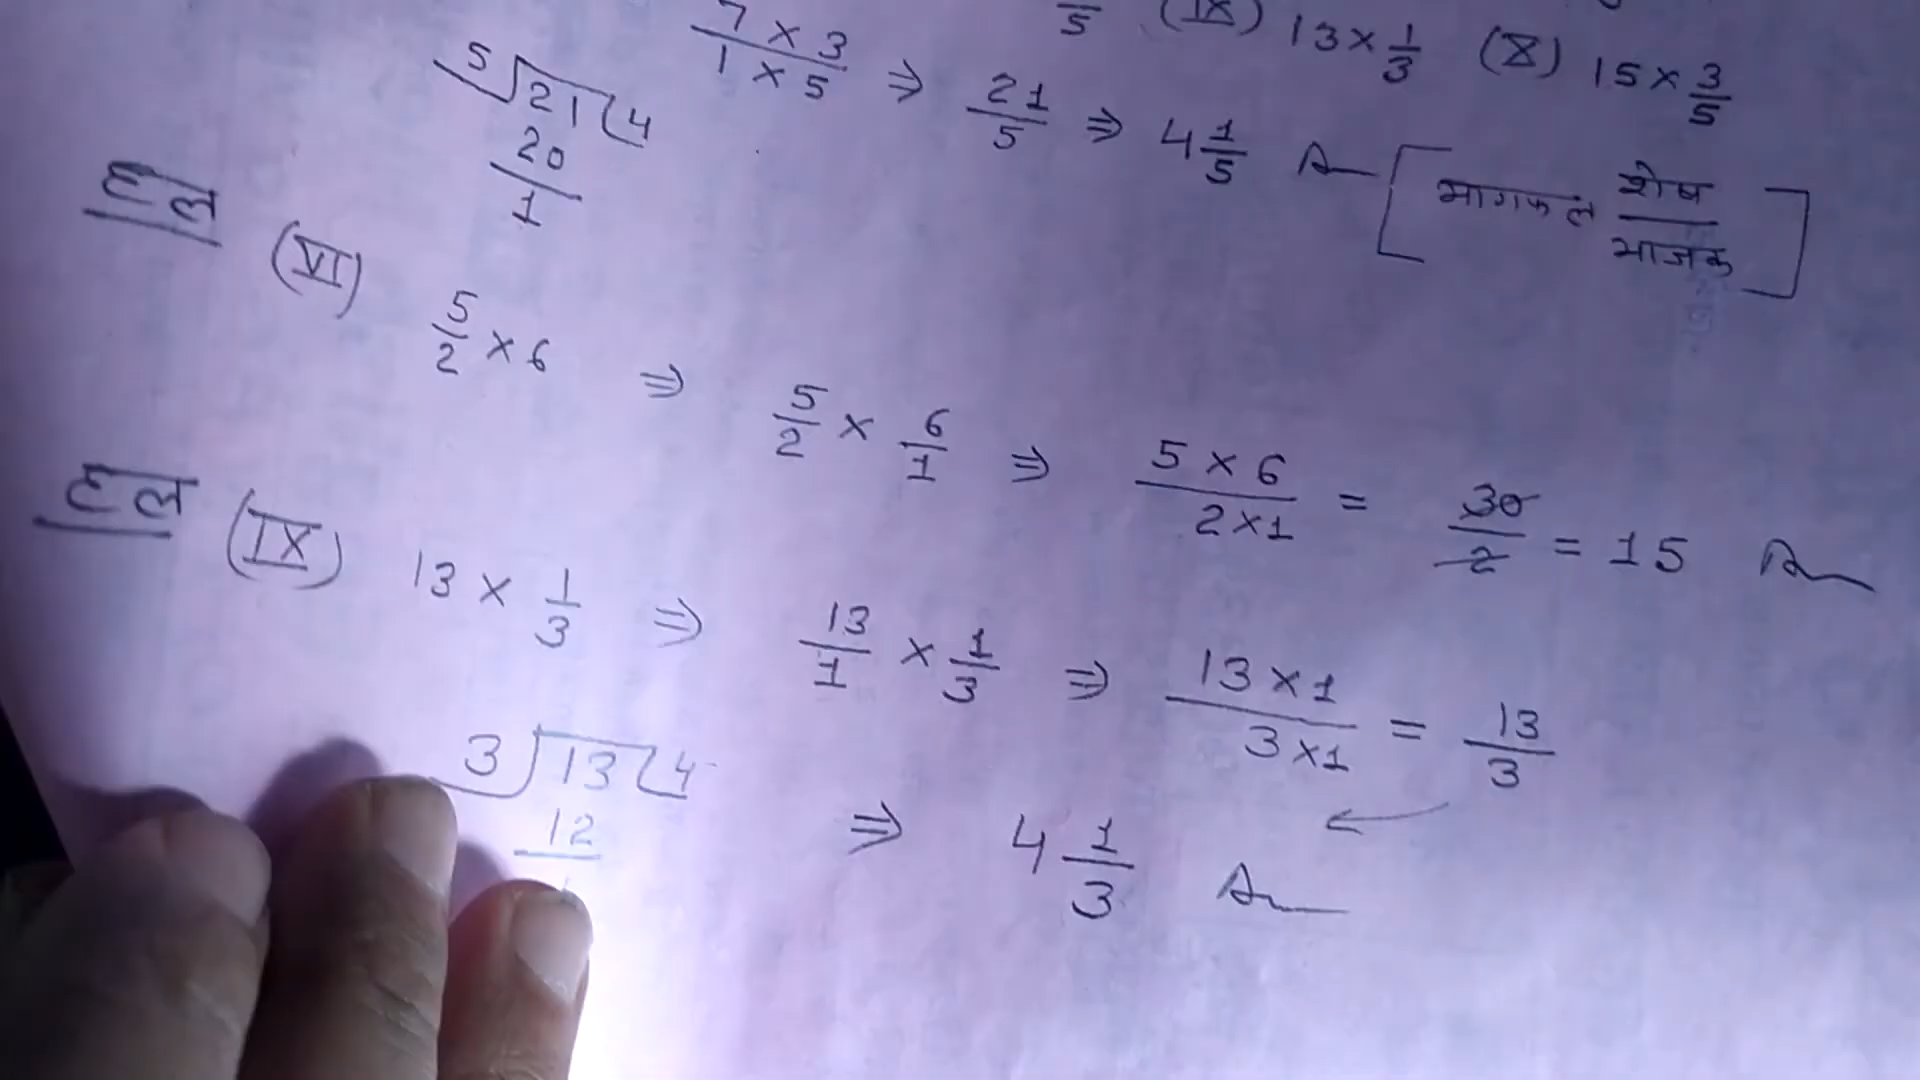 5 (IX) 13 × 1/3 (X) 15 × 3/5
7 × 3 / 1 × 5 ⇒ 21/5 ⇒ 4 1/5 [ भागफल शेष/भाजक ]
5 ) 21 ( 4
20
1
हल (VI) 5/2 × 6 ⇒ 5/2 × 6/1 ⇒ 5 × 6 / 2 × 1 = 30/2 = 15
हल (IX) 13 × 1/3 ⇒ 13/1 × 1/3 ⇒ 13 × 1 / 3 × 1 = 13/3
3 ) 13 ( 4
12
⇒ 4 1/3